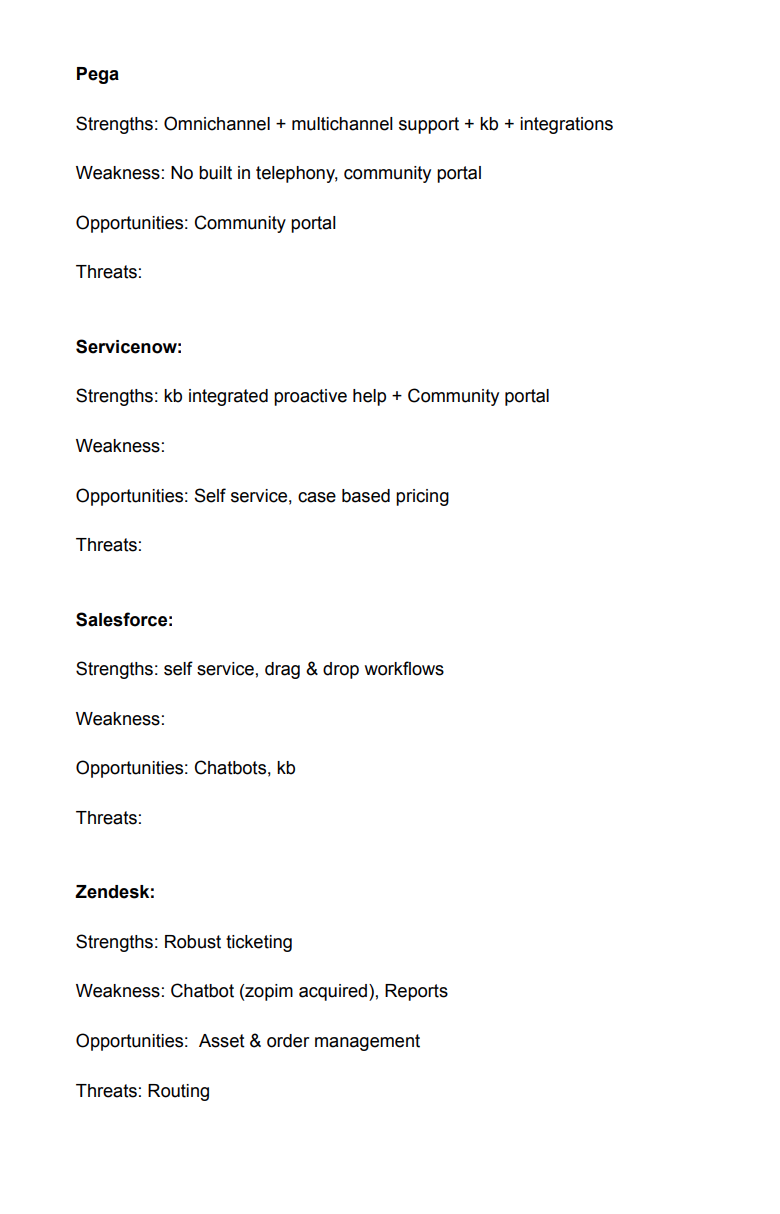 Pega
Strengths: Omnichannel + multichannel support + kb + integrations
Weakness: No built in telephony, community portal
Opportunities: Community portal
Threats:
Servicenow:
Strengths: kb integrated proactive help + Community portal
Weakness:
Opportunities: Self service, case based pricing
Threats:
Salesforce:
Strengths: self service, drag & drop workflows
Weakness:
Opportunities: Chatbots, kb
Threats:
Zendesk:
Strengths: Robust ticketing
Weakness: Chatbot (zopim acquired), Reports
Opportunities:  Asset & order management
Threats: Routing